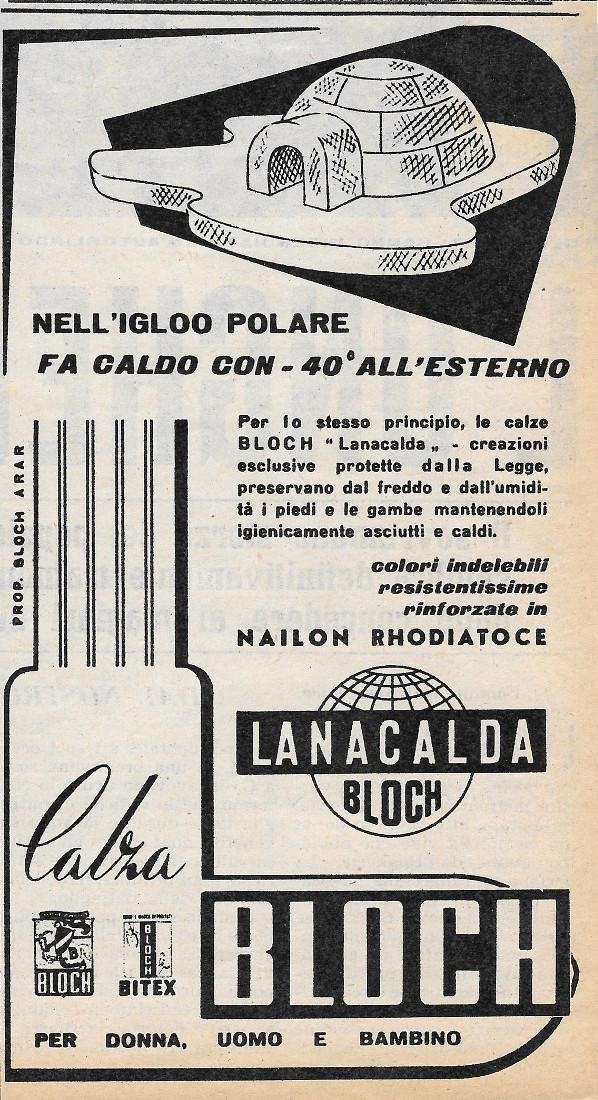 NELL'IGLOO POLARE
FA CALDO CON - 40° ALL'ESTERNO
Per lo stesso principio, le calze
BLOCH “ Lanacalda „ - creazioni
esclusive protette dalla Legge,
preservano dal freddo e dall'umidi-
tà i piedi e le gambe mantenendoli
igienicamente asciutti e caldi.
colori indelebili
resistentissime
rinforzate in
NAILON RHODIATOCE
PROP. BLOCH ARAR
LANACALDA
BLOCH
Calza
BLOCH
BLOCH
BITEX
BLOCH
PER DONNA, UOMO E BAMBINO